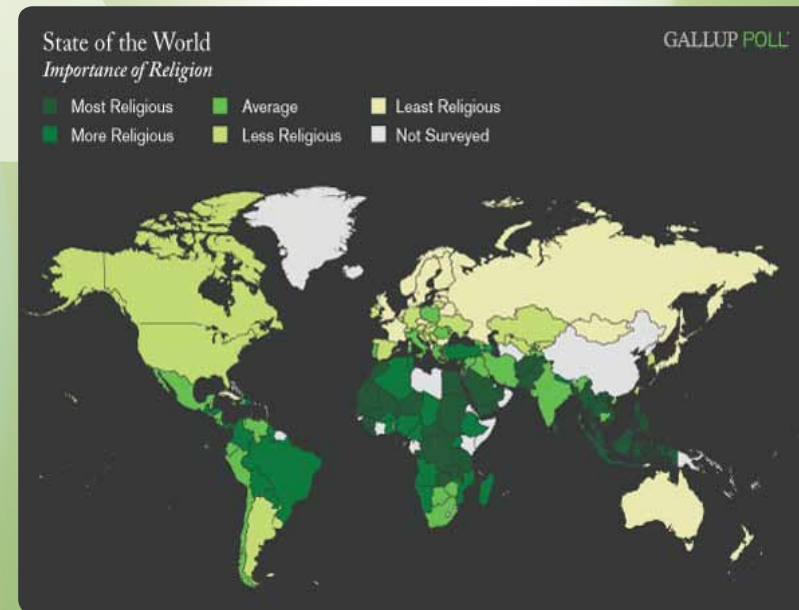 State of the World
Importance of Religion
GALLUP POLL
Most Religious
Average
Least Religious
More Religious
Less Religious
Not Surveyed